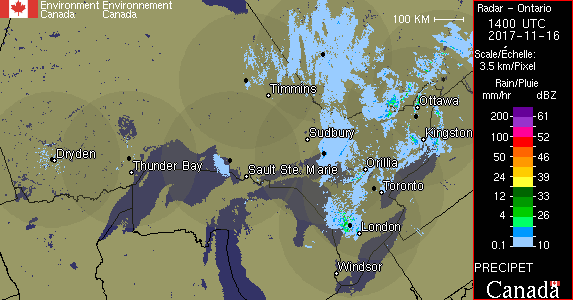 Environment Environnement
Canada Canada
100 KM
Radar - Ontario
1400 UTC
2017-11-16
Scale/Échelle:
3.5 km/Pixel
Rain/Pluie
mm/hr dBZ
200 61
100 52
50 46
24 39
12 33
4 26
0.1 10
PRECIPET
Canada
Timmins
Ottawa
Sudbury
Kingston
Dryden
Thunder Bay
Sault Ste. Marie
Orillia
Toronto
London
Windsor